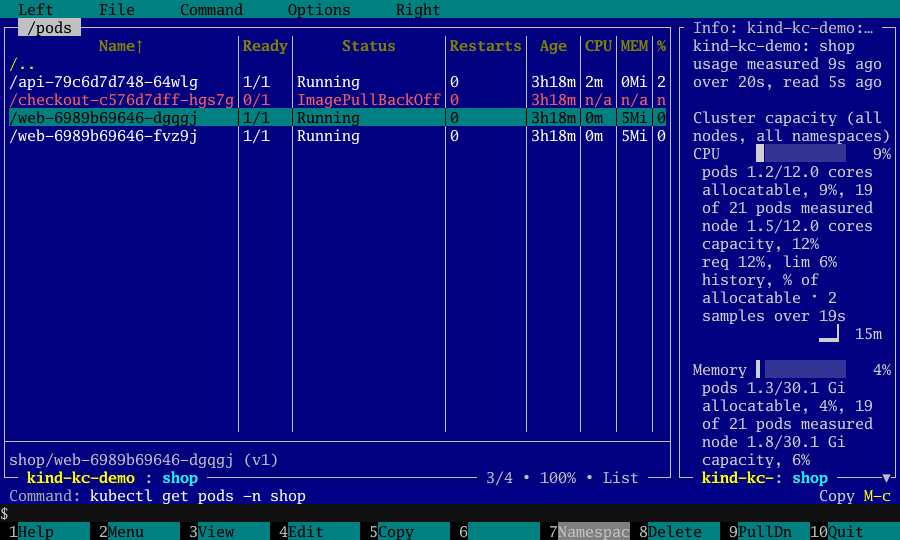 Left File Command Options Right
/pods
Name↑ Ready Status Restarts Age CPU MEM %
/..
/api-79c6d7d748-64wlg 1/1 Running 0 3h18m 2m 0Mi 2
/checkout-c576d7dff-hgs7g 0/1 ImagePullBackOff 0 3h18m n/a n/a n
/web-6989b69646-dgqgj 1/1 Running 0 3h18m 0m 5Mi 0
/web-6989b69646-fvz9j 1/1 Running 0 3h18m 0m 5Mi 0
shop/web-6989b69646-dgqgj (v1)
kind-kc-demo : shop 3/4 • 100% • List
Info: kind-kc-demo:…
kind-kc-demo: shop
usage measured 9s ago
over 20s, read 5s ago
Cluster capacity (all
nodes, all namespaces)
CPU 9%
pods 1.2/12.0 cores
allocatable, 9%, 19
of 21 pods measured
node 1.5/12.0 cores
capacity, 12%
req 12%, lim 6%
history, % of
allocatable · 2
samples over 19s
15m
Memory 4%
pods 1.3/30.1 Gi
allocatable, 4%, 19
of 21 pods measured
node 1.8/30.1 Gi
capacity, 6%
kind-kc-: shop ▼
Command: kubectl get pods -n shop Copy M-c
$
1Help 2Menu 3View 4Edit 5Copy 6 7Namespac 8Delete 9PullDn 10Quit